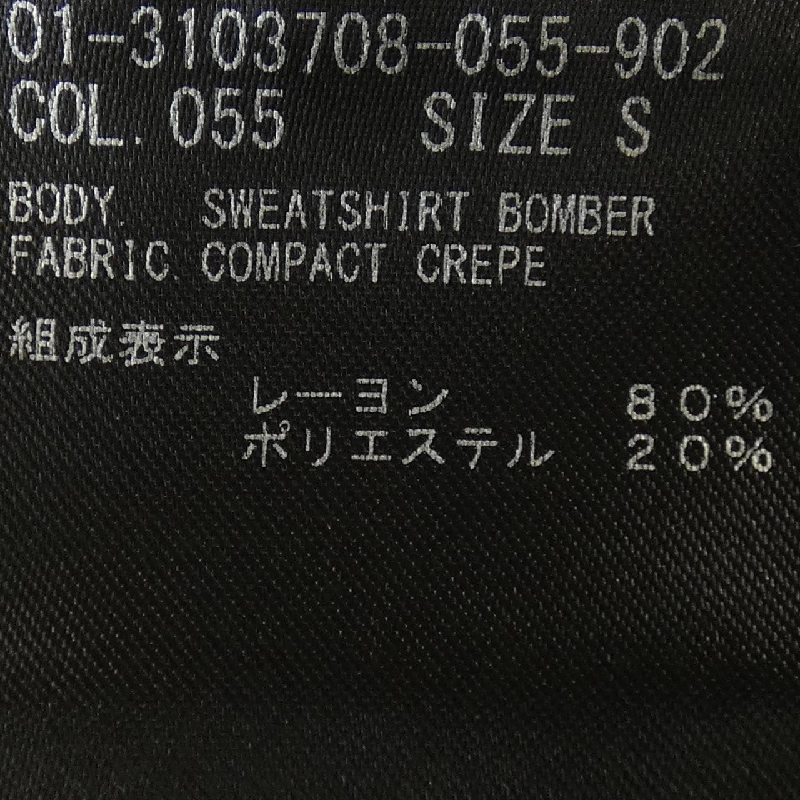 01-3103708-055-902
COL. 055 SIZE S
BODY. SWEATSHIRT BOMBER
FABRIC. COMPACT CREPE
組成表示
レーヨン 80%
ポリエステル 20%